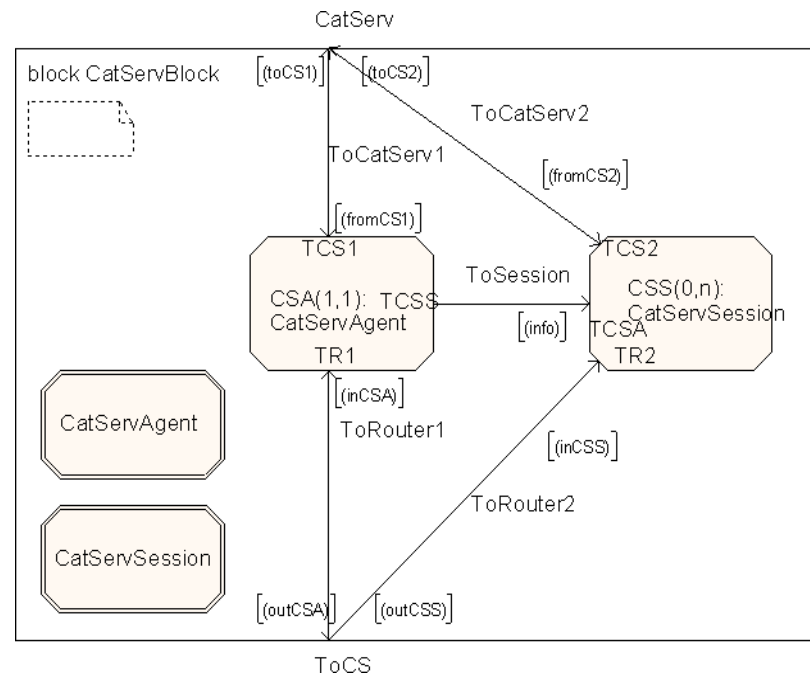 CatServ
block CatServBlock
[(toCS1)]
[(toCS2)]
ToCatServ2
ToCatServ1
[(fromCS2)]
[(fromCS1)]
TCS1
TCS2
ToSession
CSA(1,1):
CatServAgent
TCSS
CSS(0,n):
CatServSession
[(info)]
TCSA
TR1
TR2
[(inCSA)]
CatServAgent
ToRouter1
[(inCSS)]
ToRouter2
CatServSession
[(outCSA)]
[(outCSS)]
ToCS